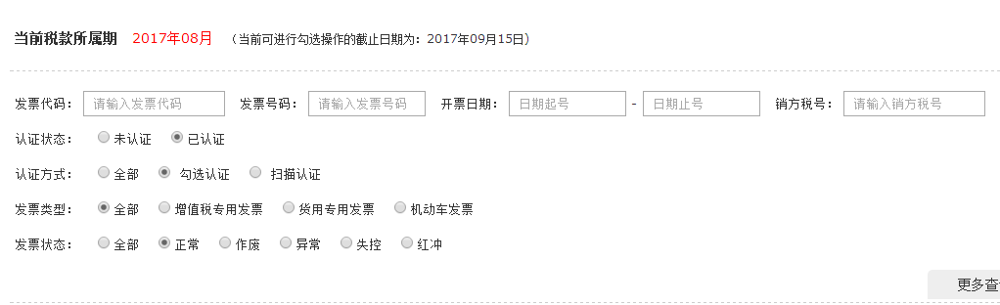 当前税款所属期 2017年08月 （当前可进行勾选操作的截止日期为：2017年09月15日）
发票代码： 请输入发票代码 发票号码： 请输入发票号码 开票日期： 日期起号 - 日期止号 销方税号： 请输入销方税号
认证状态： 未认证 已认证
认证方式： 全部 勾选认证 扫描认证
发票类型： 全部 增值税专用发票 货用专用发票 机动车发票
发票状态： 全部 正常 作废 异常 失控 红冲
更多查